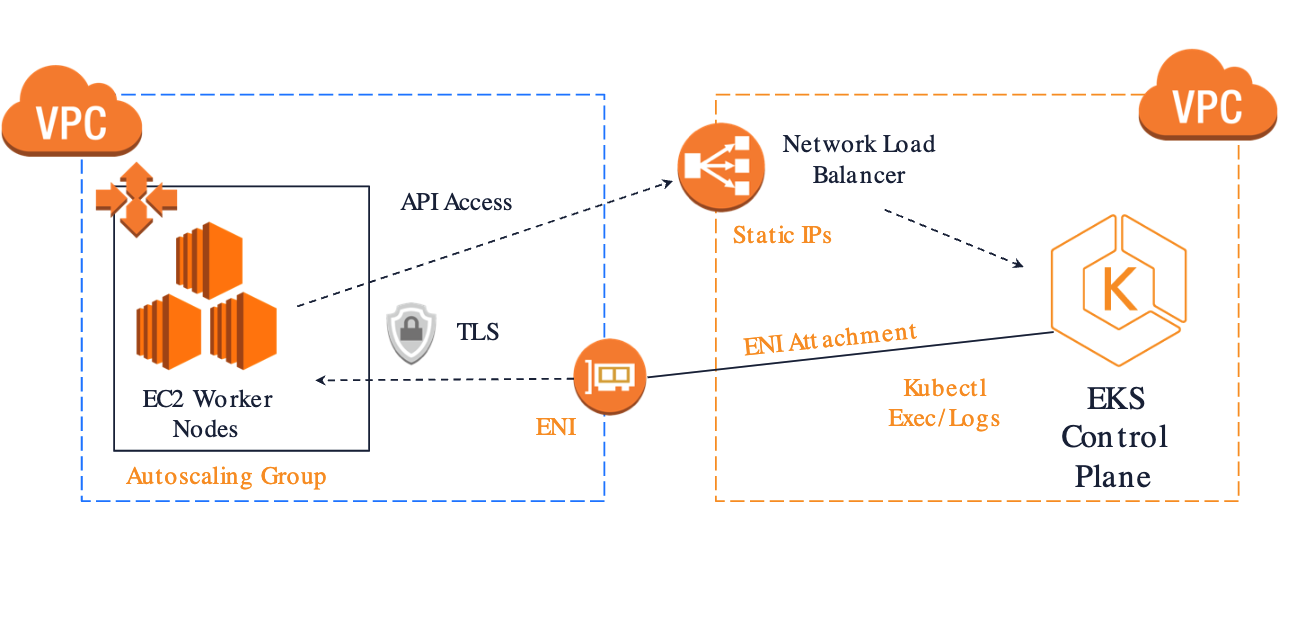 VPC
VPC
Network Load
Balancer
API Access
Static IPs
TLS
ENI Attachment
EC2 Worker
Nodes
Kubectl
Exec/Logs
EKS
Control
Plane
ENI
Autoscaling Group
K